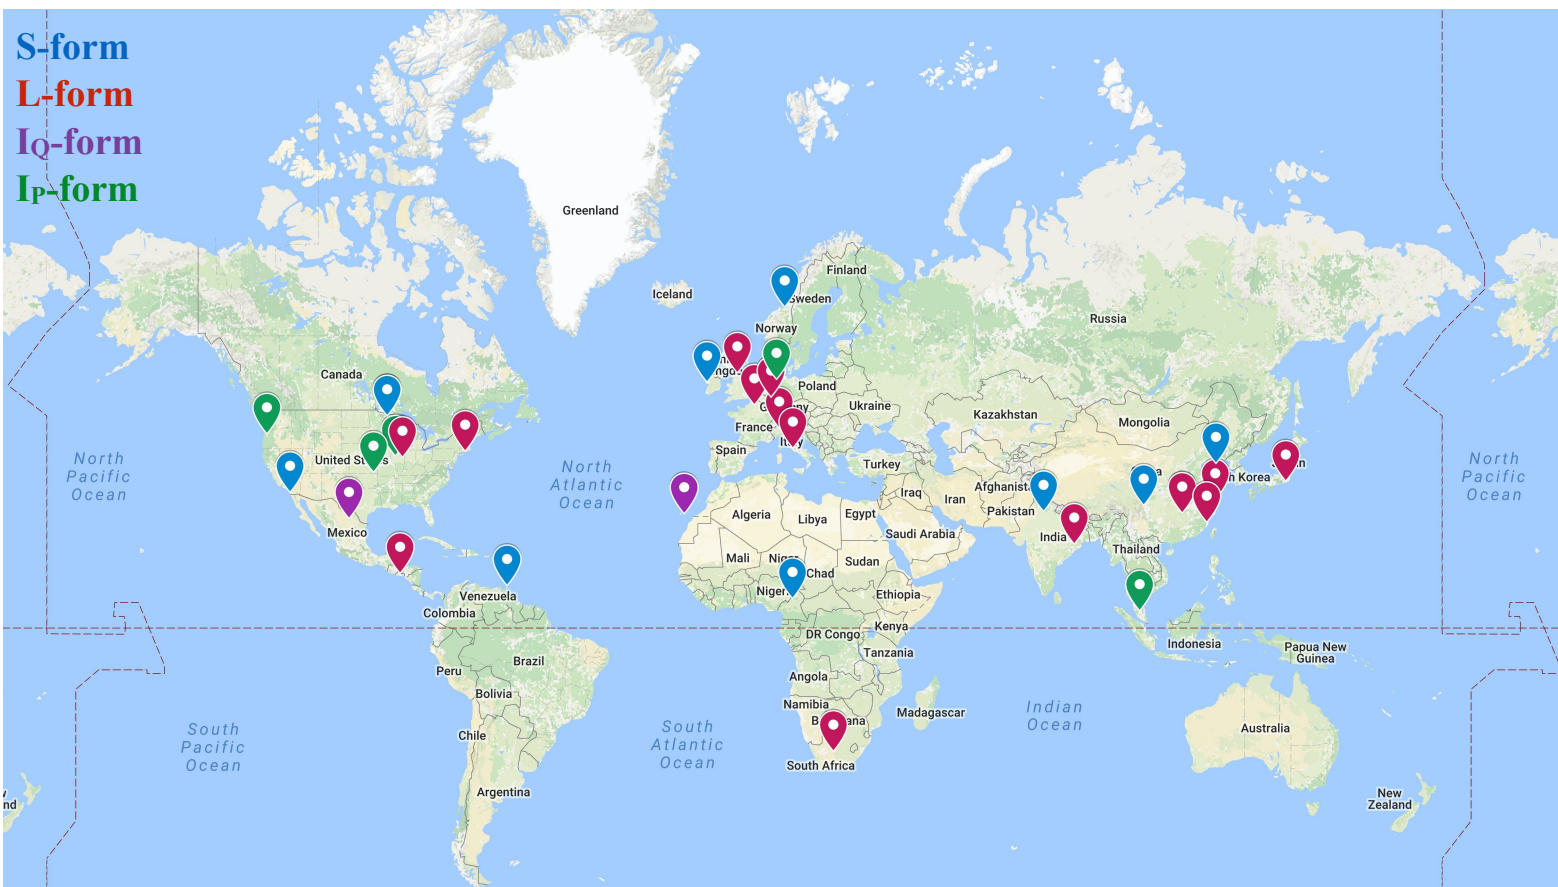 S-form
L-form
IQ-form
IP-form
Greenland
Iceland
Finland
Sweden
Norway
Russia
Canada
Poland
Ukraine
Kazakhstan
Mongolia
France
Spain
Turkey
United
North
Pacific
Ocean
North
Atlantic
Ocean
North
Pacific
Ocean
Iraq
Iran
Pakistan
India
Thailand
Algeria
Libya
Egypt
Saudi Arabia
Mexico
Mali
Chad
Sudan
Ethiopia
Venezuela
Colombia
Kenya
DR Congo
Tanzania
Indonesia
Papua New
Guinea
Brazil
Peru
Bolivia
Angola
Namibia
Madagascar
Indian
Ocean
South
Pacific
Ocean
South
Atlantic
Ocean
Chile
Australia
South Africa
Argentina
New
Zealand